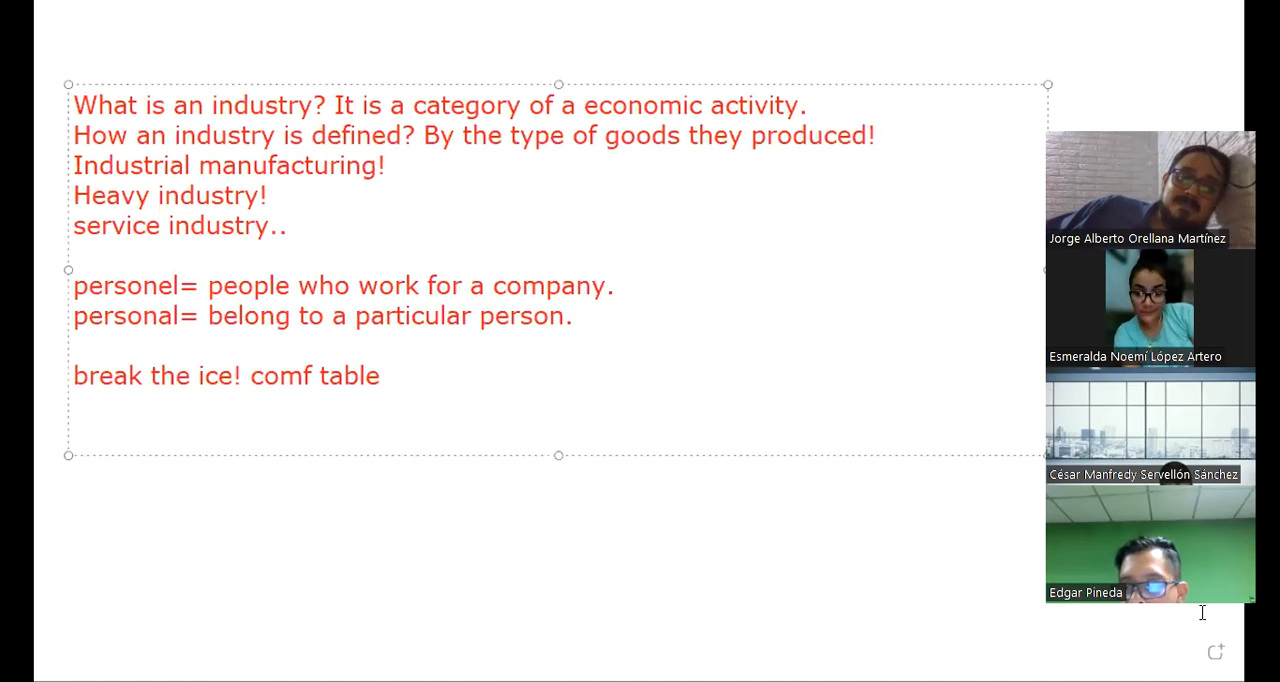 What is an industry? It is a category of a economic activity.
How an industry is defined? By the type of goods they produced!
Industrial manufacturing!
Heavy industry!
service industry..
personel= people who work for a company.
personal= belong to a particular person.
break the ice! comf table
Jorge Alberto Orellana Martínez
Esmeralda Noemí López Artero
César Manfredy Servellón Sánchez
Edgar Pineda